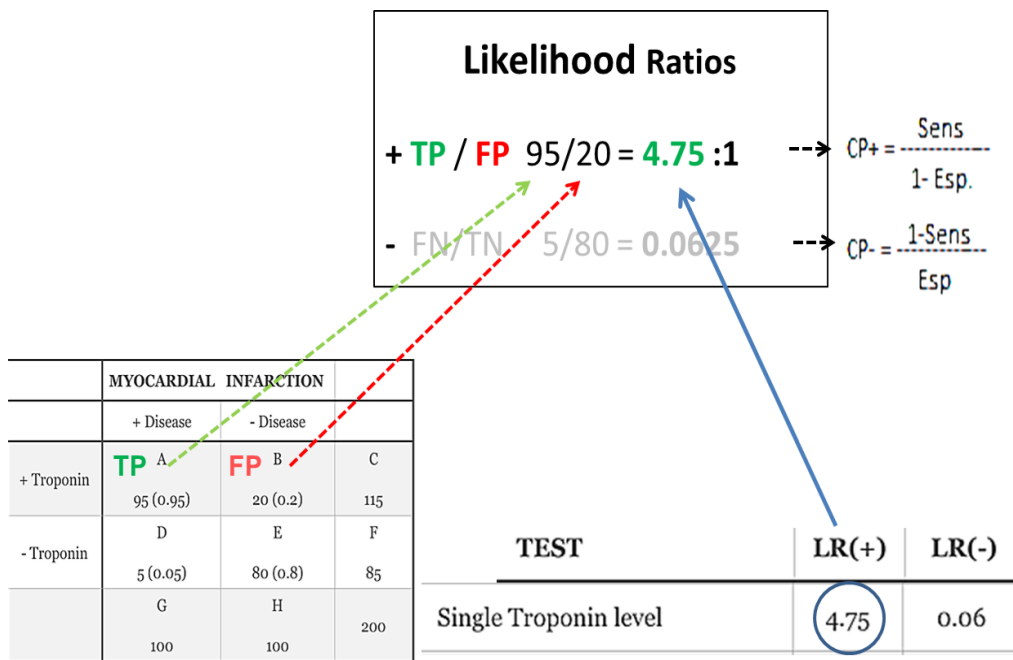 Likelihood Ratios
+ TP / FP 95/20 = 4.75 :1
- FN/TN 5/80 = 0.0625
CP+ = Sens
1- Esp.
CP- = 1-Sens
Esp
MYOCARDIAL INFARCTION
+ Disease - Disease
TP A FP B C
+ Troponin
95 (0.95) 20 (0.2) 115
D E F
- Troponin
5 (0.05) 80 (0.8) 85
G H
200
100 100
TEST LR(+) LR(-)
Single Troponin level 4.75 0.06